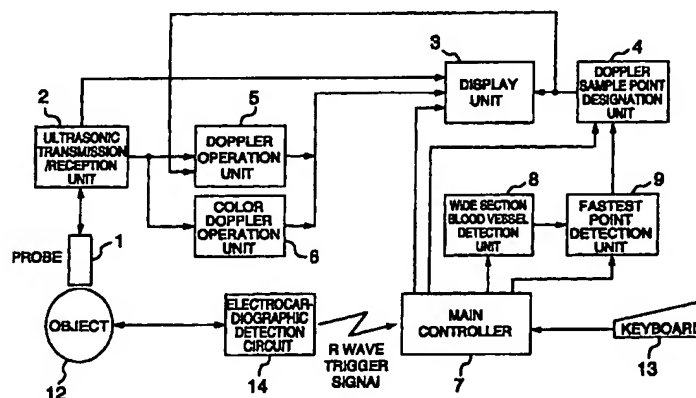 3
4
DISPLAY
UNIT
DOPPLER
SAMPLE POINT
DESIGNATION
UNIT
2
5
ULTRASONIC
TRANSMISSION
/RECEPTION
UNIT
DOPPLER
OPERATION
UNIT
8
9
COLOR
DOPPLER
OPERATION
UNIT
6
WIDE SECTION
BLOOD VESSEL
DETECTION
UNIT
FASTEST
POINT
DETECTION
UNIT
PROBE
1
OBJECT
12
ELECTROCAR-
DIOGRAPHIC
DETECTION
CIRCUIT
14
R WAVE
TRIGGER
SIGNAL
MAIN
CONTROLLER
7
KEYBOARD
13